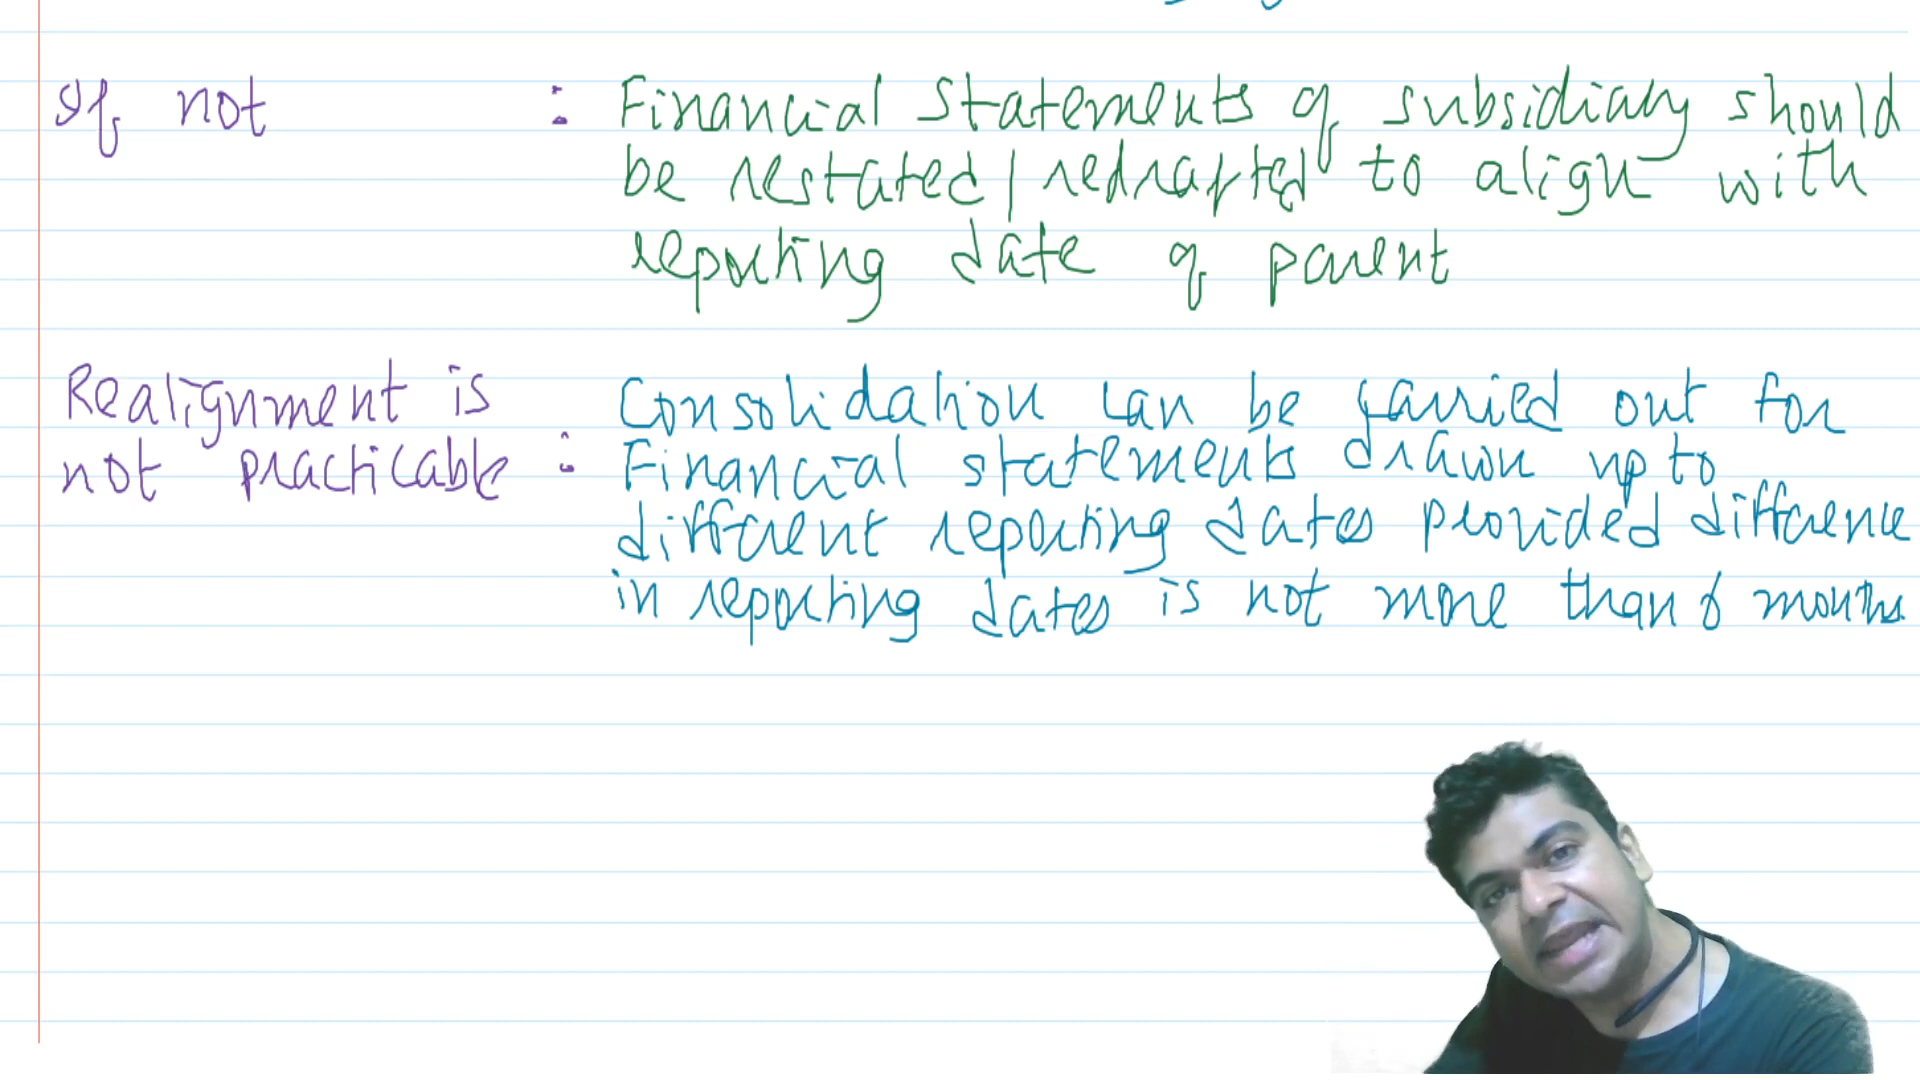 If not : Financial Statements of subsidiary should
be restated/redrafted to align with
reporting date of parent
Realignment is
not practicable : Consolidation can be carried out for
Financial statements drawn up to
different reporting dates provided difference
in reporting dates is not more than 6 months